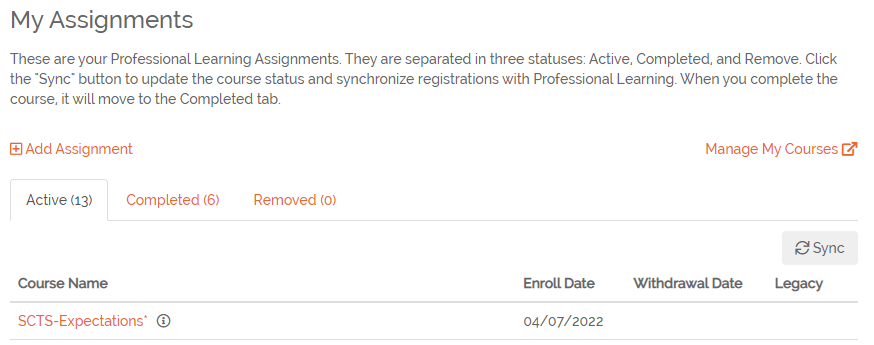 My Assignments
These are your Professional Learning Assignments. They are separated in three statuses: Active, Completed, and Remove. Click
the "Sync" button to update the course status and synchronize registrations with Professional Learning. When you complete the
course, it will move to the Completed tab.
Add Assignment Manage My Courses
Active (13) Completed (6) Removed (0)
Sync
Course Name Enroll Date Withdrawal Date Legacy
SCTS-Expectations* 04/07/2022